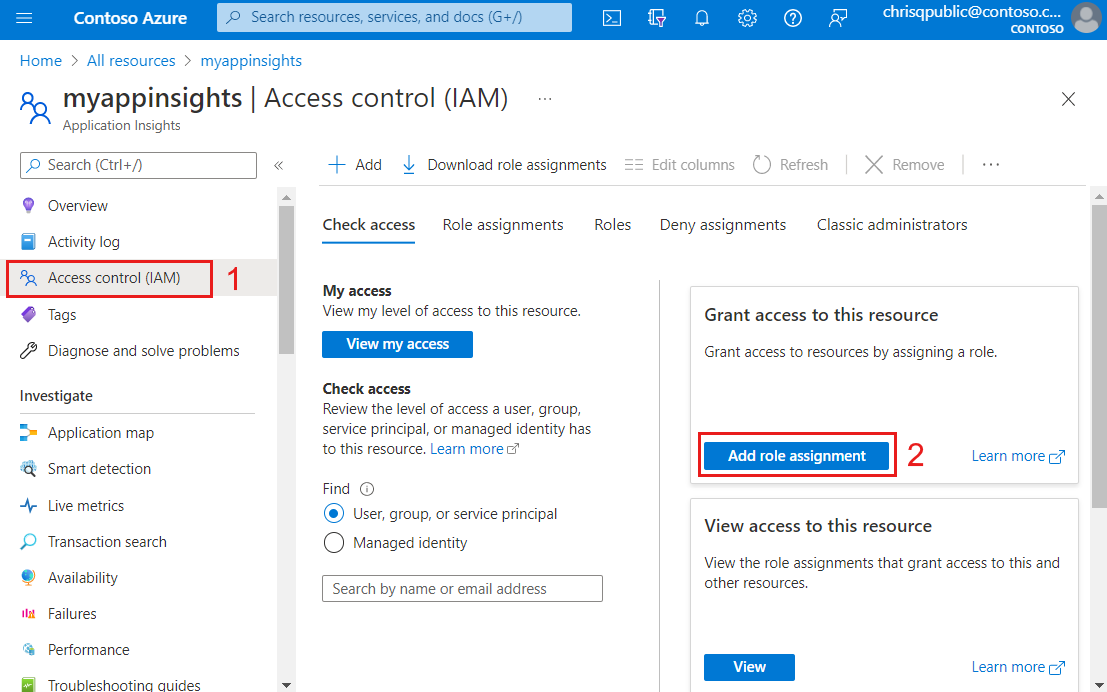 Contoso Azure
Search resources, services, and docs (G+/)
chrisqpublic@contoso.c...
CONTOSO
Home > All resources > myappinsights
myappinsights | Access control (IAM) ...
Application Insights
Search (Ctrl+/)
«
Add
Download role assignments
Edit columns
Refresh
Remove
...
Overview
Activity log
Access control (IAM)
1
Tags
Diagnose and solve problems
Investigate
Application map
Smart detection
Live metrics
Transaction search
Availability
Failures
Performance
Troubleshooting guides
Check access
Role assignments
Roles
Deny assignments
Classic administrators
My access
View my level of access to this resource.
View my access
Check access
Review the level of access a user, group,
service principal, or managed identity has
to this resource. Learn more
Find
User, group, or service principal
Managed identity
Search by name or email address
Grant access to this resource
Grant access to resources by assigning a role.
Add role assignment
2
Learn more
View access to this resource
View the role assignments that grant access to this and
other resources.
View
Learn more